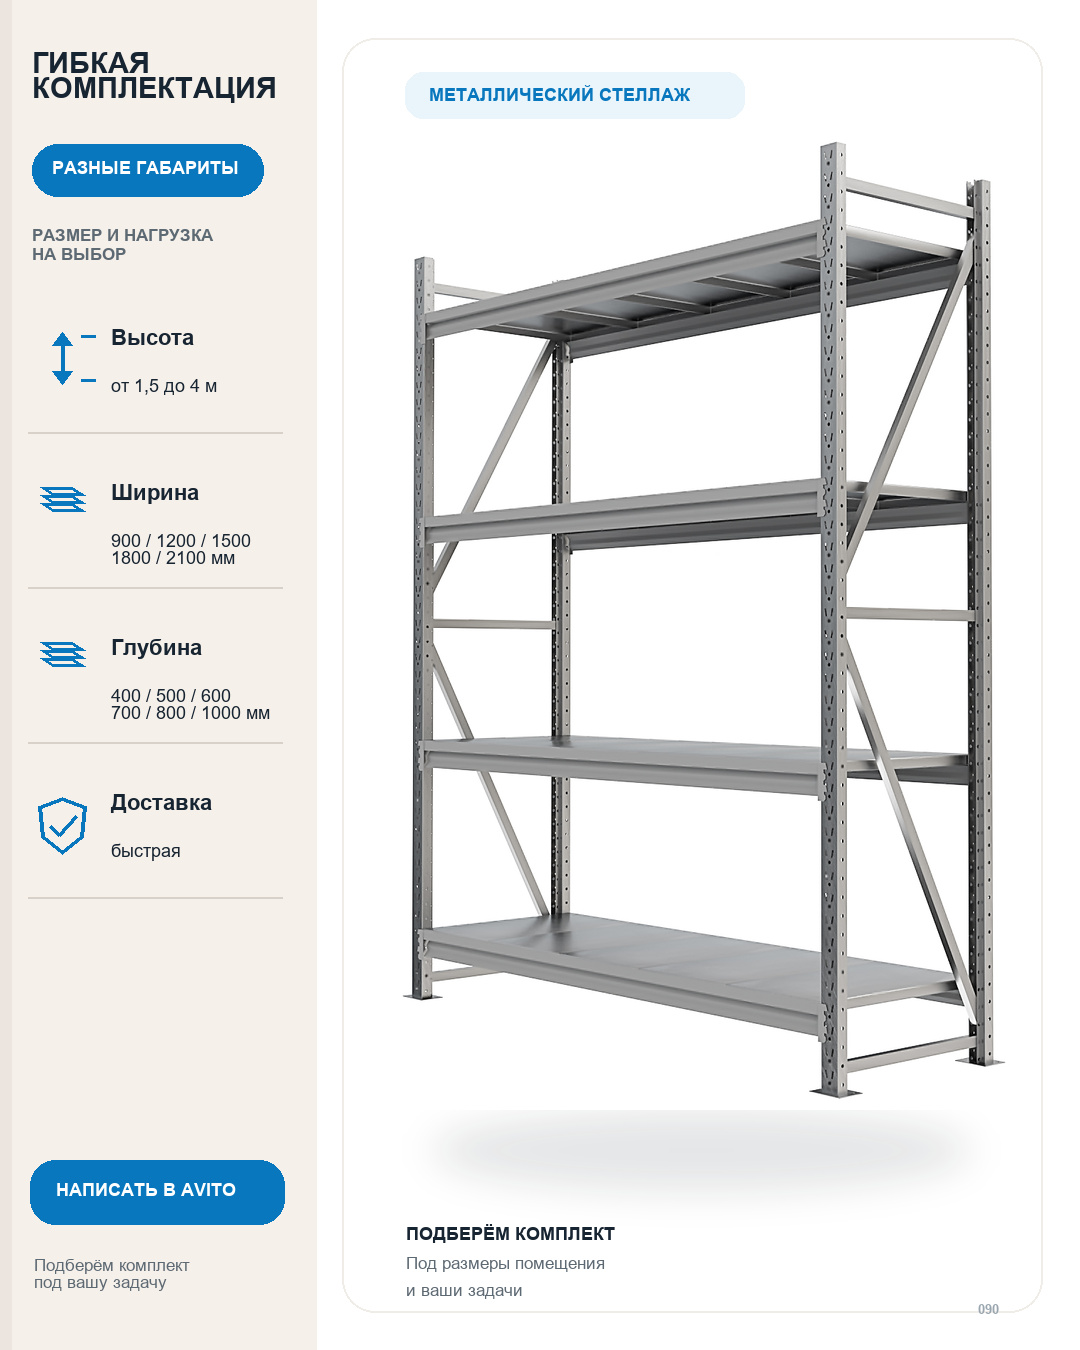 ГИБКАЯ
КОМПЛЕКТАЦИЯ
РАЗНЫЕ ГАБАРИТЫ
РАЗМЕР И НАГРУЗКА
НА ВЫБОР
Высота
от 1,5 до 4 м
Ширина
900 / 1200 / 1500
1800 / 2100 мм
Глубина
400 / 500 / 600
700 / 800 / 1000 мм
Доставка
быстрая
НАПИСАТЬ В AVITO
Подберём комплект
под вашу задачу
МЕТАЛЛИЧЕСКИЙ СТЕЛЛАЖ
ПОДБЕРЁМ КОМПЛЕКТ
Под размеры помещения
и ваши задачи
090